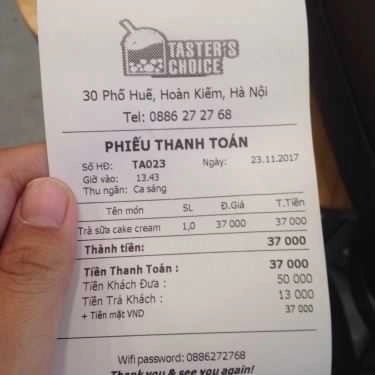 TASTER'S
CHOICE
30 Phố Huế, Hoàn Kiếm, Hà Nội
Tel: 0886 27 27 68
PHIẾU THANH TOÁN
Số HĐ: TA023 Ngày: 23.11.2017
Giờ vào: 13.43
Thu ngân: Ca sáng
Tên món SL Đ.Giá T.Tiền
Trà sữa cake cream 1,0 37 000 37 000
Thành tiền: 37 000
Tiền Thanh Toán : 37 000
Tiền Khách Đưa : 50 000
Tiền Trả Khách : 13 000
+ Tiền mặt VND 37 000
Wifi password: 0886272768
Thank you & see you again!